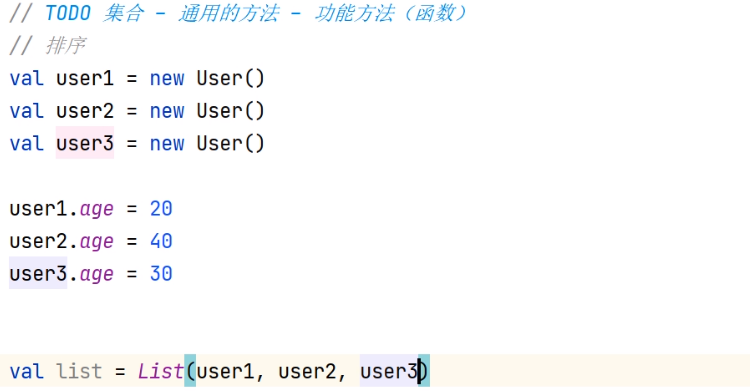 // TODO 集合 - 通用的方法 - 功能方法（函数）
// 排序
val user1 = new User()
val user2 = new User()
val user3 = new User()
user1.age = 20
user2.age = 40
user3.age = 30
val list = List(user1, user2, user3)